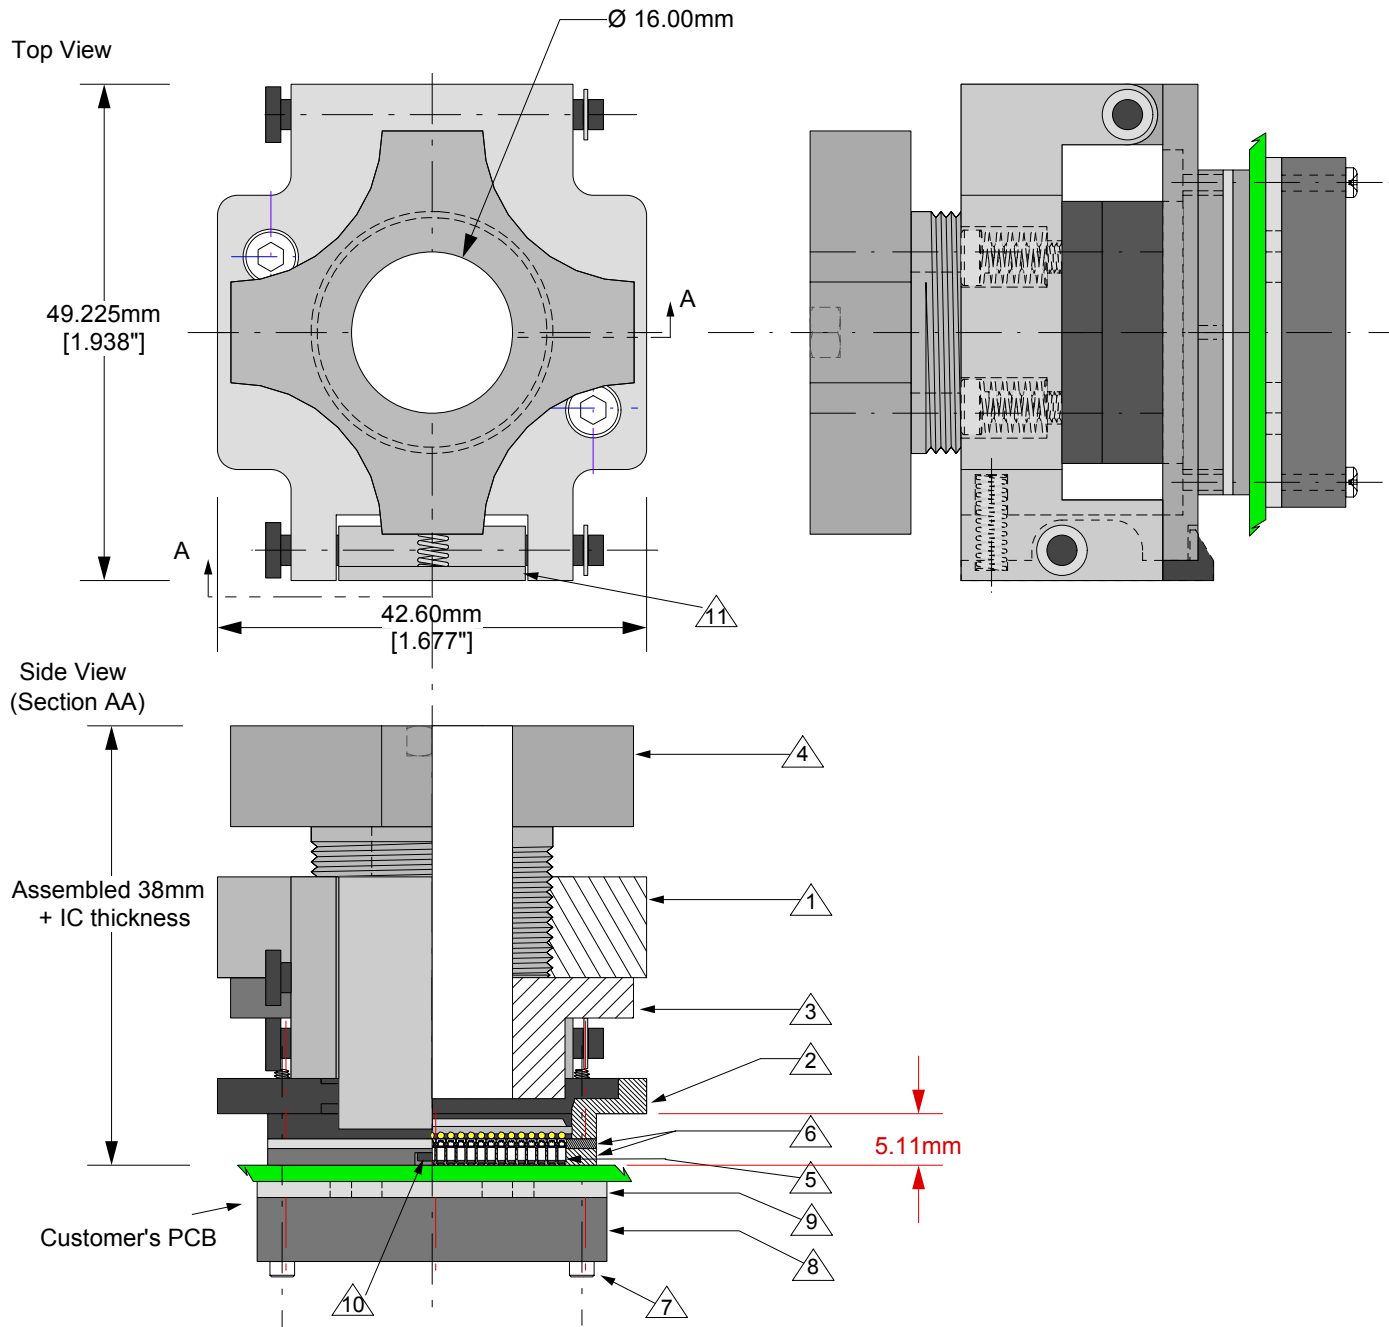 Ø 16.00mm
Top View
A
49.225mm
[1.938"]
A
42.60mm
[1.677"]
11
Side View
(Section AA)
4
Assembled 38mm
+ IC thickness
1
3
2
6
5.11mm
5
9
Customer's PCB
8
10
7